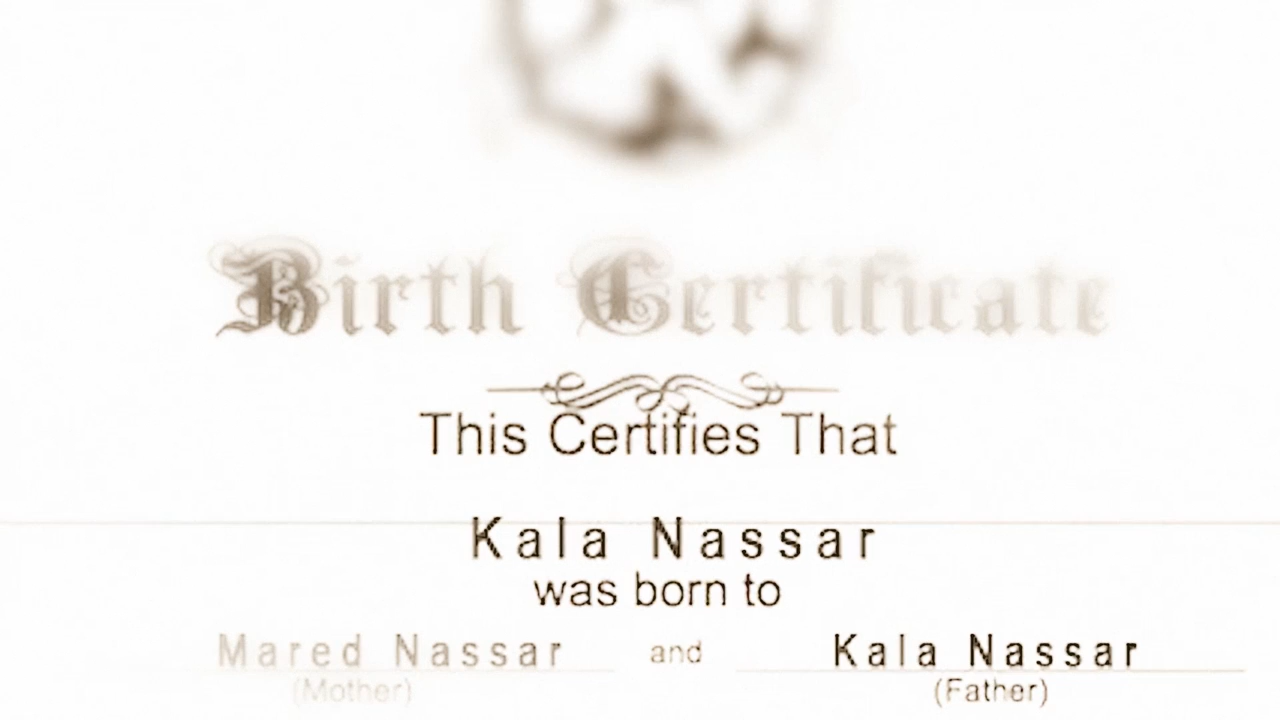 Birth Certificate
This Certifies That
Kala Nassar
was born to
Mared Nassar and Kala Nassar
(Mother) (Father)